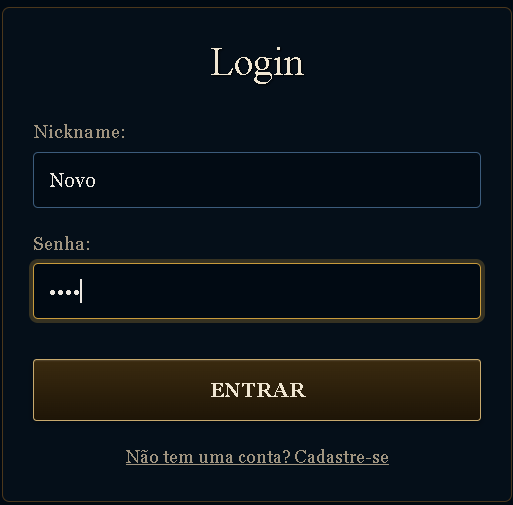 Login
Nickname:
Novo
Senha:
••••
ENTRAR
Não tem uma conta? Cadastre-se